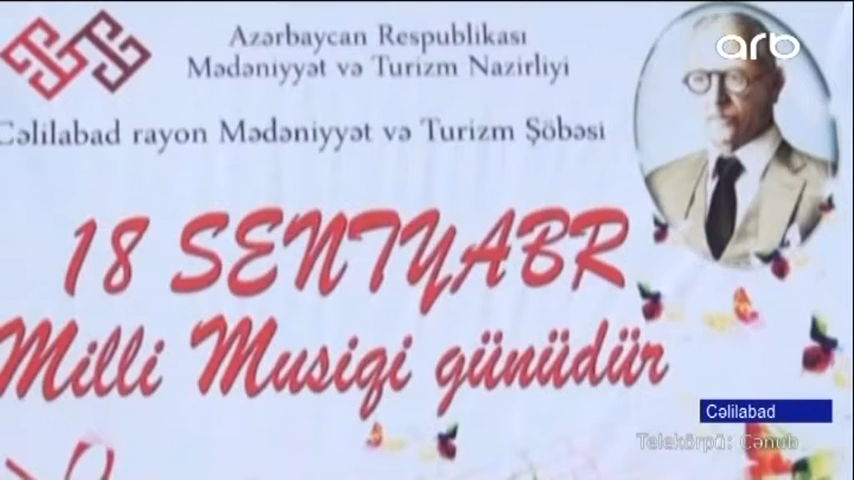 Azərbaycan Respublikası
Mədəniyyət və Turizm Nazirliyi
arb
Cəlilabad rayon Mədəniyyət və Turizm Şöbəsi
18 SENTYABR
Milli Musiqi günüdür
Cəlilabad
Telekörpü: Cənub